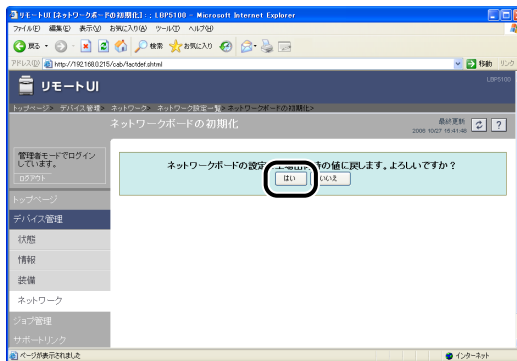 リモートUI [ネットワークボードの初期化] : ; LBP5100 - Microsoft Internet Explorer
ファイル(F) 編集(E) 表示(V) お気に入り(A) ツール(T) ヘルプ(H)
戻る 検索 お気に入り
アドレス(D) http://192.168.0.215/cab/factdef.shtml 移動 リンク
リモートUI LBP5100
トップページ> デバイス管理> ネットワーク> ネットワーク設定一覧> ネットワークボードの初期化>
ネットワークボードの初期化 最終更新
2006 10/27 16:41:48
管理者モードでログイン
しています。
ログアウト
ネットワークボードの設定 工場出荷時の値に戻します。よろしいですか？
はい いいえ
トップページ
デバイス管理
状態
情報
装備
ネットワーク
ジョブ管理
サポートリンク
ページが表示されました インターネット